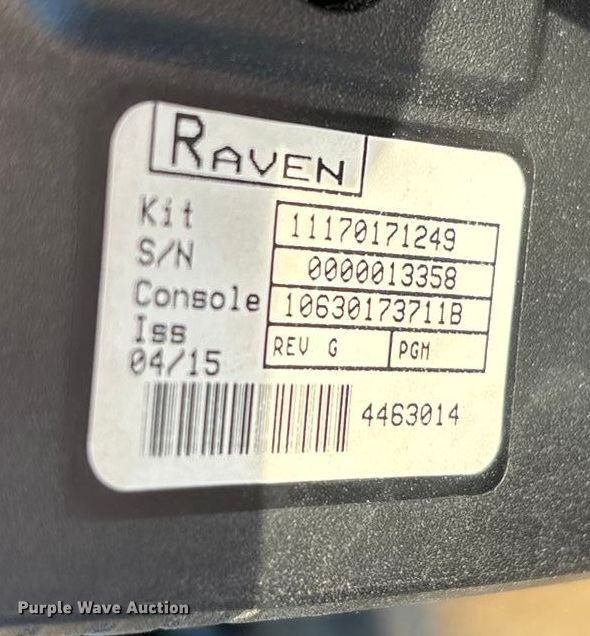 RAVEN
Kit 11170171249
S/N 0000013358
Console 10630173711B
Iss REV G PGM
04/15
4463014
Purple Wave Auction